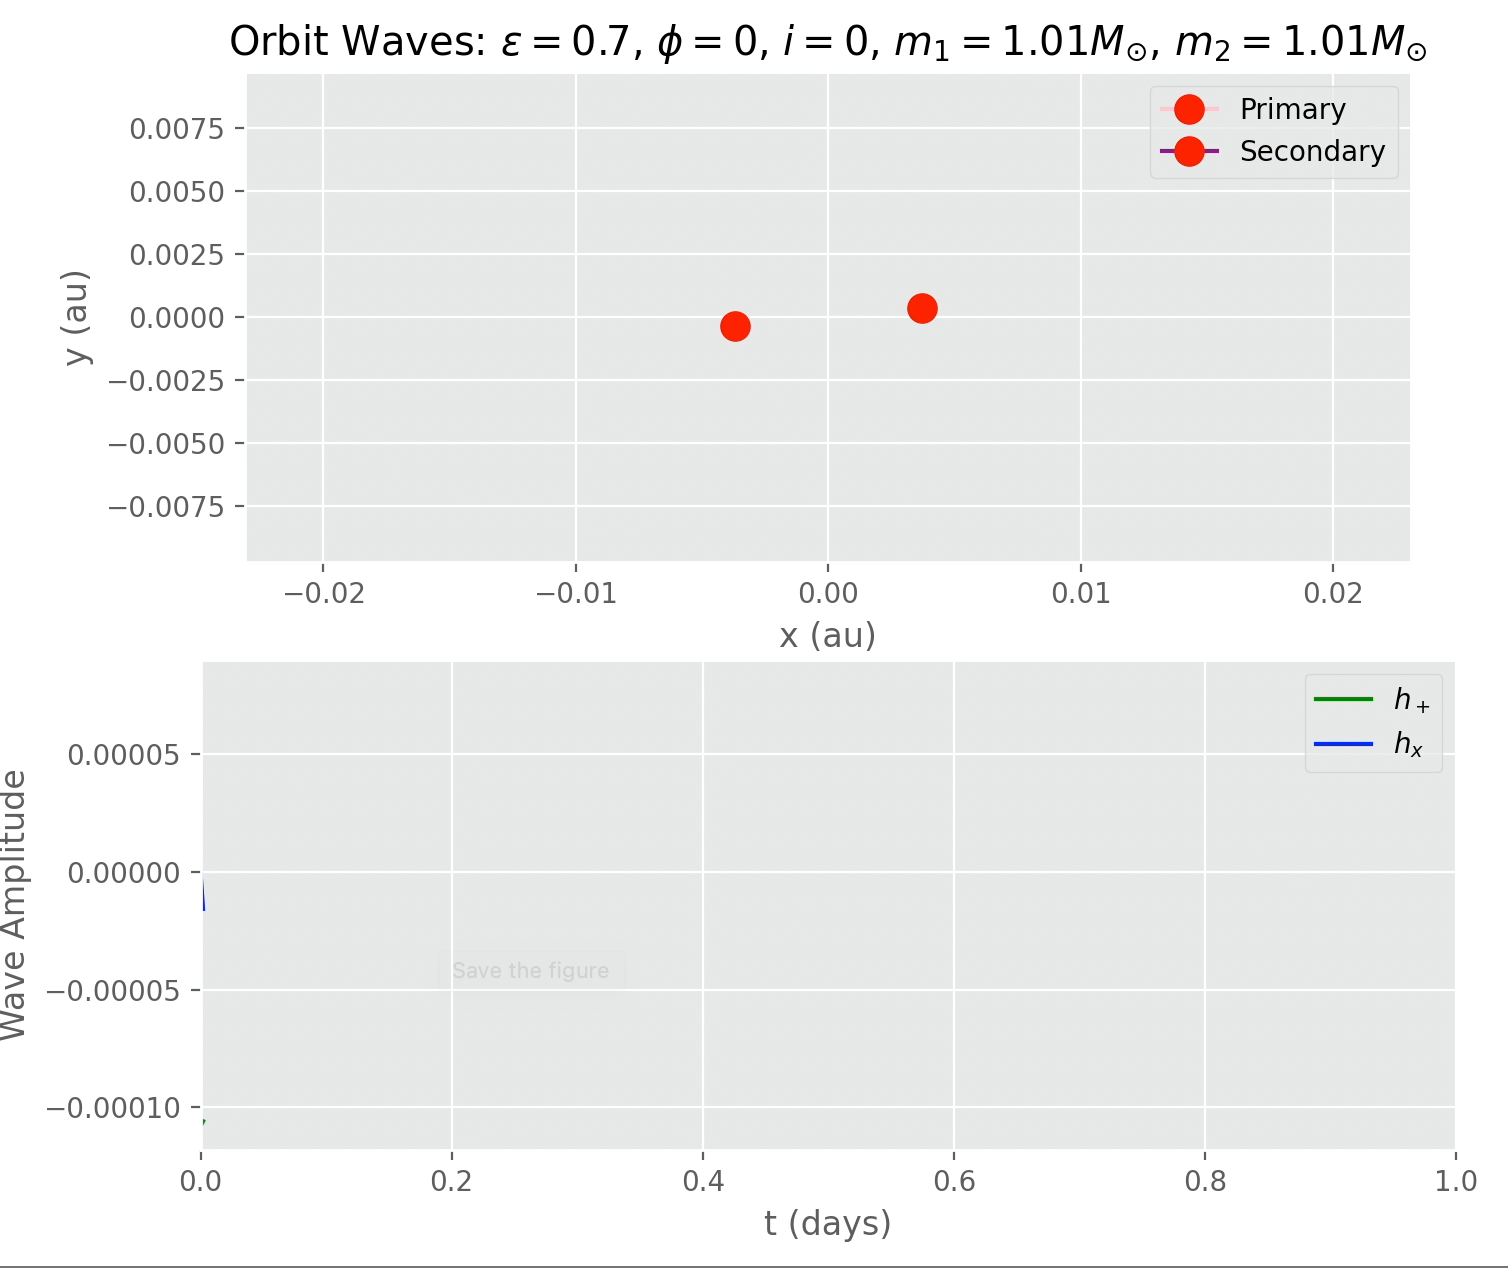 Orbit Waves: ε = 0.7, ϕ = 0, i = 0, m₁ = 1.01M⊙, m₂ = 1.01M⊙
Primary
Secondary
0.0075
0.0050
0.0025
0.0000
−0.0025
−0.0050
−0.0075
y (au)
−0.02 −0.01 0.00 0.01 0.02
x (au)
h₊
hₓ
0.00005
0.00000
−0.00005
−0.00010
Wave Amplitude
Save the figure
0.0 0.2 0.4 0.6 0.8 1.0
t (days)